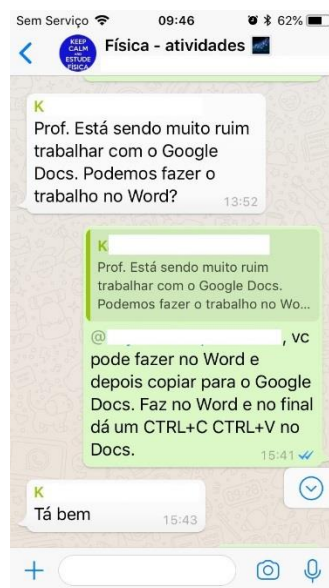 Sem Serviço 09:46 62%
KEEP
CALM
AND
ESTUDE
FÍSICA
Física - atividades
K
Prof. Está sendo muito ruim
trabalhar com o Google
Docs. Podemos fazer o
trabalho no Word?
13:52
K
Prof. Está sendo muito ruim
trabalhar com o Google Docs.
Podemos fazer o trabalho no Wo...
@ , vc
pode fazer no Word e
depois copiar para o Google
Docs. Faz no Word e no final
dá um CTRL+C CTRL+V no
Docs.
15:41
K
Tá bem
15:43